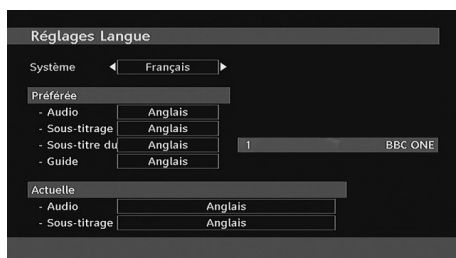 Réglages Langue
Système Français
Préférée
- Audio Anglais
- Sous-titrage Anglais
- Sous-titre du Anglais 1 BBC ONE
- Guide Anglais
Actuelle
- Audio Anglais
- Sous-titrage Anglais